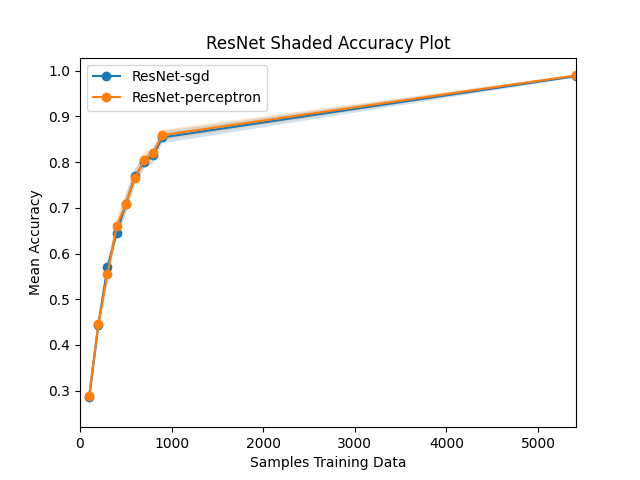 ResNet Shaded Accuracy Plot
ResNet-sgd
ResNet-perceptron
1.0
0.9
0.8
0.7
0.6
0.5
0.4
0.3
Mean Accuracy
0 1000 2000 3000 4000 5000
Samples Training Data